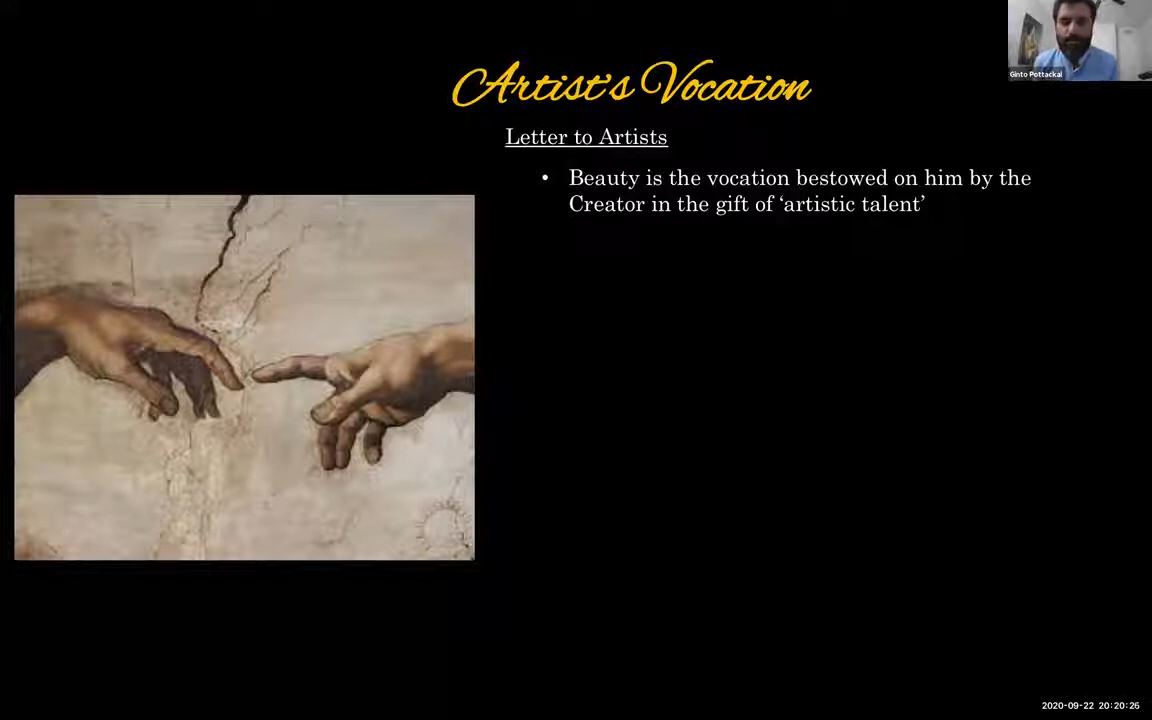 Ginto Pottackal
Artist's Vocation
Letter to Artists
• Beauty is the vocation bestowed on him by the
Creator in the gift of ‘artistic talent’
2020-09-22 20:20:26